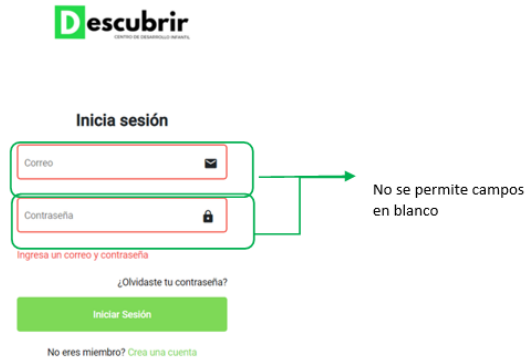 Descubrir
CENTRO DE DESARROLLO INFANTIL
Inicia sesión
Correo
Contraseña
Ingresa un correo y contraseña
¿Olvidaste tu contraseña?
Iniciar Sesión
No eres miembro? Crea una cuenta
No se permite campos
en blanco